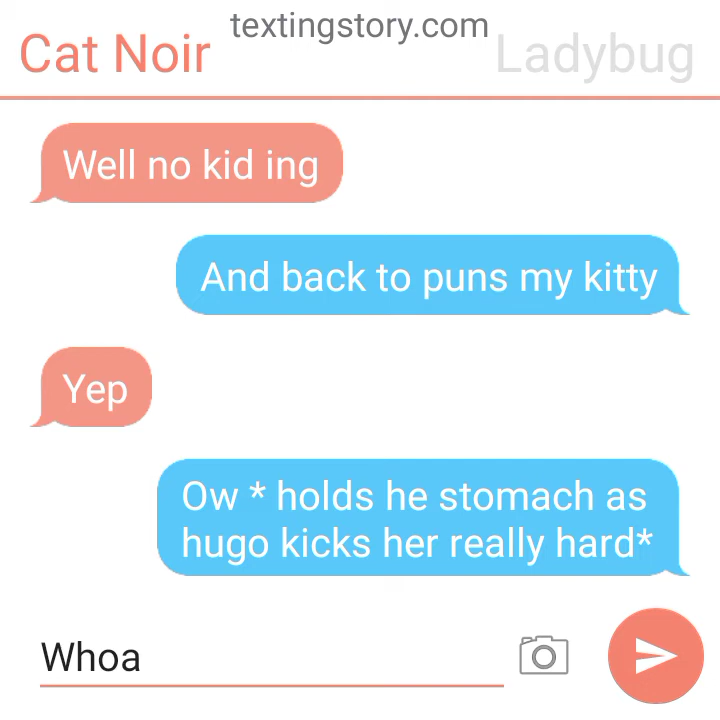 textingstory.com
Cat Noir
Ladybug
Well no kid ing
And back to puns my kitty
Yep
Ow * holds he stomach as
hugo kicks her really hard*
Whoa